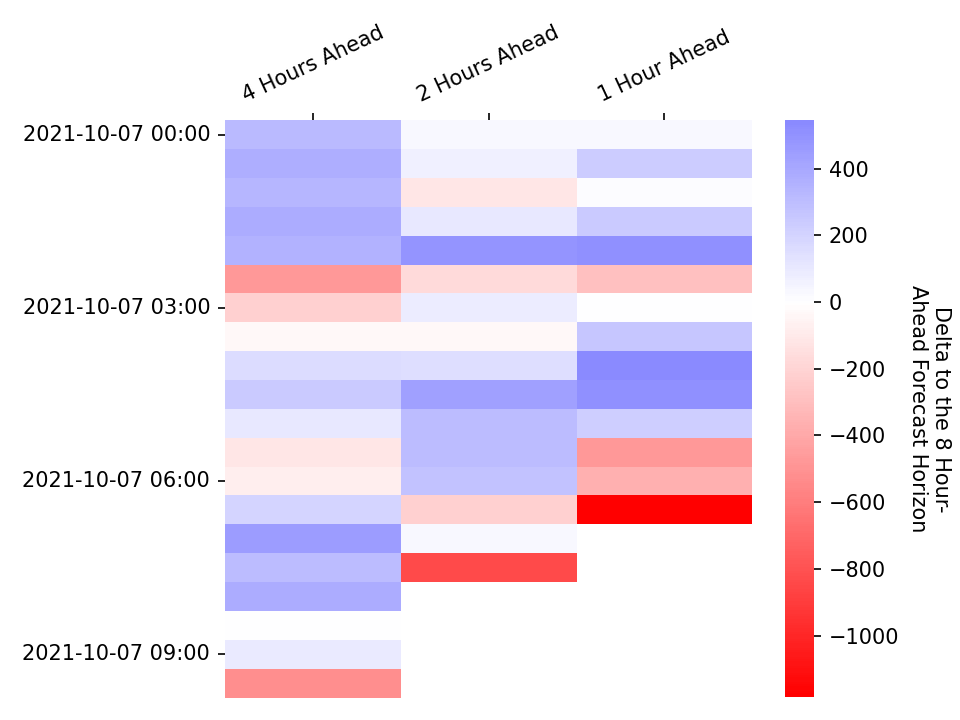 4 Hours Ahead
2 Hours Ahead
1 Hour Ahead
2021-10-07 00:00
2021-10-07 03:00
2021-10-07 06:00
2021-10-07 09:00
400
200
0
−200
−400
−600
−800
−1000
Delta to the 8 Hour-
Ahead Forecast Horizon